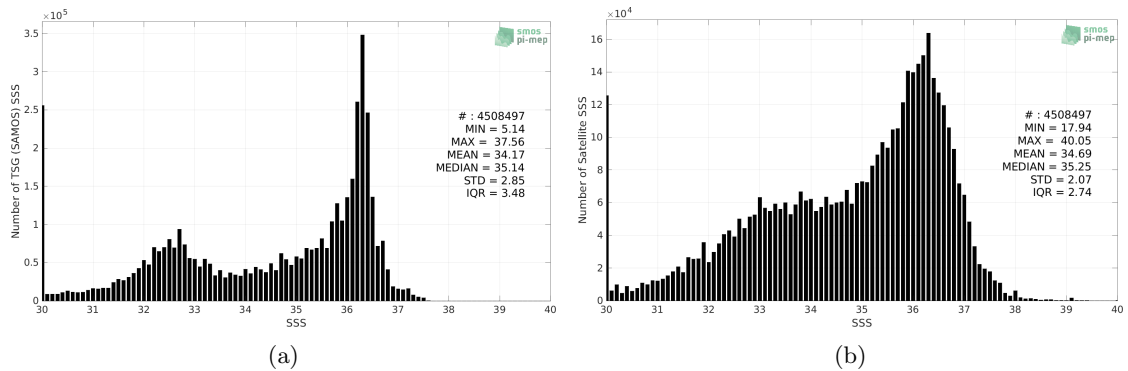 ×10^5
3.5
3
2.5
2
1.5
1
0.5
0
30 31 32 33 34 35 36 37 38 39 40
SSS
Number of TSG (SAMOS) SSS
smos
pi-mep
# : 4508497
MIN = 5.14
MAX = 37.56
MEAN = 34.17
MEDIAN = 35.14
STD = 2.85
IQR = 3.48
(a)
×10^4
16
14
12
10
8
6
4
2
0
30 31 32 33 34 35 36 37 38 39 40
SSS
Number of Satellite SSS
smos
pi-mep
# : 4508497
MIN = 17.94
MAX = 40.05
MEAN = 34.69
MEDIAN = 35.25
STD = 2.07
IQR = 2.74
(b)